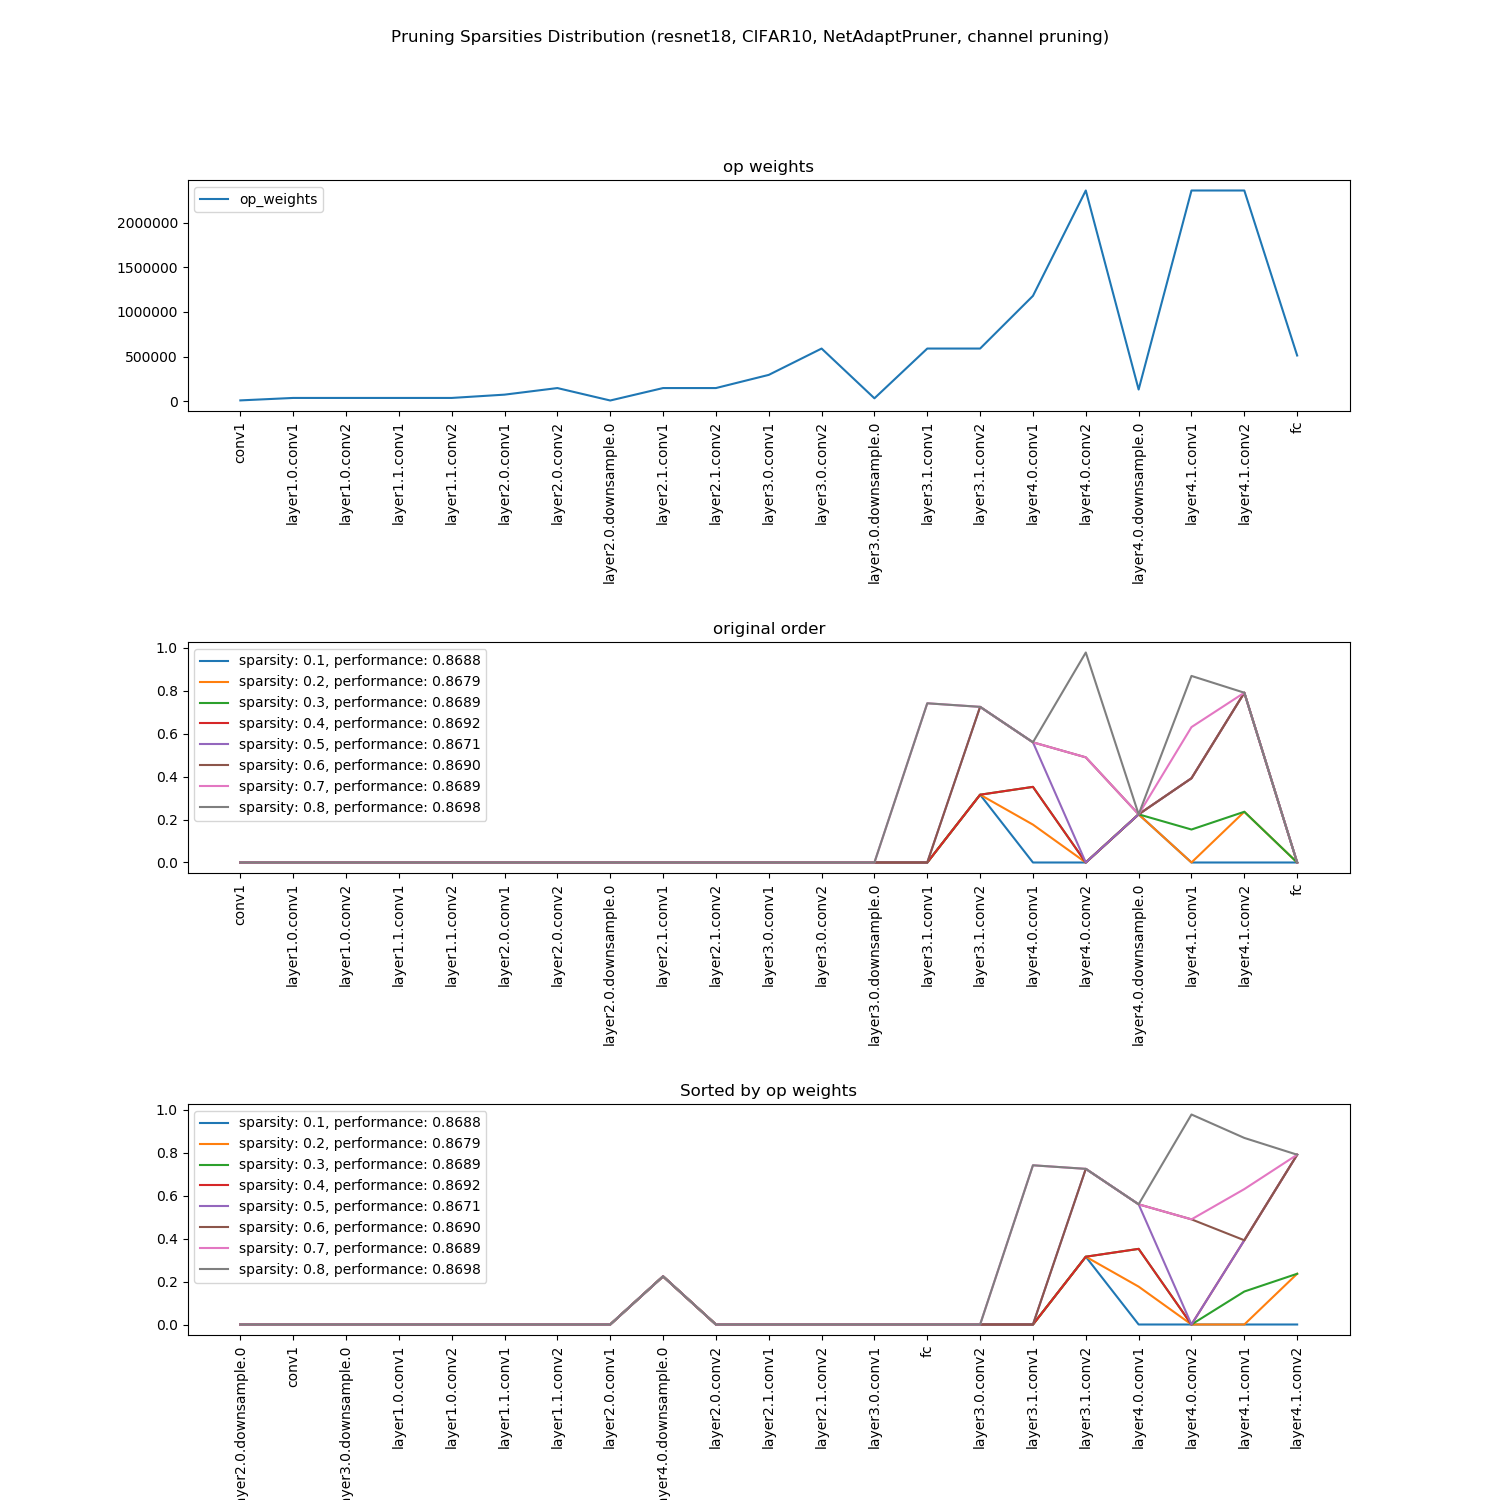 Pruning Sparsities Distribution (resnet18, CIFAR10, NetAdaptPruner, channel pruning)
op weights
op_weights
2000000
1500000
1000000
500000
0
conv1
layer1.0.conv1
layer1.0.conv2
layer1.1.conv1
layer1.1.conv2
layer2.0.conv1
layer2.0.conv2
layer2.0.downsample.0
layer2.1.conv1
layer2.1.conv2
layer3.0.conv1
layer3.0.conv2
layer3.0.downsample.0
layer3.1.conv1
layer3.1.conv2
layer4.0.conv1
layer4.0.conv2
layer4.0.downsample.0
layer4.1.conv1
layer4.1.conv2
fc
original order
sparsity: 0.1, performance: 0.8688
sparsity: 0.2, performance: 0.8679
sparsity: 0.3, performance: 0.8689
sparsity: 0.4, performance: 0.8692
sparsity: 0.5, performance: 0.8671
sparsity: 0.6, performance: 0.8690
sparsity: 0.7, performance: 0.8689
sparsity: 0.8, performance: 0.8698
1.0
0.8
0.6
0.4
0.2
0.0
conv1
layer1.0.conv1
layer1.0.conv2
layer1.1.conv1
layer1.1.conv2
layer2.0.conv1
layer2.0.conv2
layer2.0.downsample.0
layer2.1.conv1
layer2.1.conv2
layer3.0.conv1
layer3.0.conv2
layer3.0.downsample.0
layer3.1.conv1
layer3.1.conv2
layer4.0.conv1
layer4.0.conv2
layer4.0.downsample.0
layer4.1.conv1
layer4.1.conv2
fc
Sorted by op weights
sparsity: 0.1, performance: 0.8688
sparsity: 0.2, performance: 0.8679
sparsity: 0.3, performance: 0.8689
sparsity: 0.4, performance: 0.8692
sparsity: 0.5, performance: 0.8671
sparsity: 0.6, performance: 0.8690
sparsity: 0.7, performance: 0.8689
sparsity: 0.8, performance: 0.8698
1.0
0.8
0.6
0.4
0.2
0.0
yer2.0.downsample.0
conv1
yer3.0.downsample.0
layer1.0.conv1
layer1.0.conv2
layer1.1.conv1
layer1.1.conv2
layer2.0.conv1
yer4.0.downsample.0
layer2.0.conv2
layer2.1.conv1
layer2.1.conv2
layer3.0.conv1
fc
layer3.0.conv2
layer3.1.conv1
layer3.1.conv2
layer4.0.conv1
layer4.0.conv2
layer4.1.conv1
layer4.1.conv2